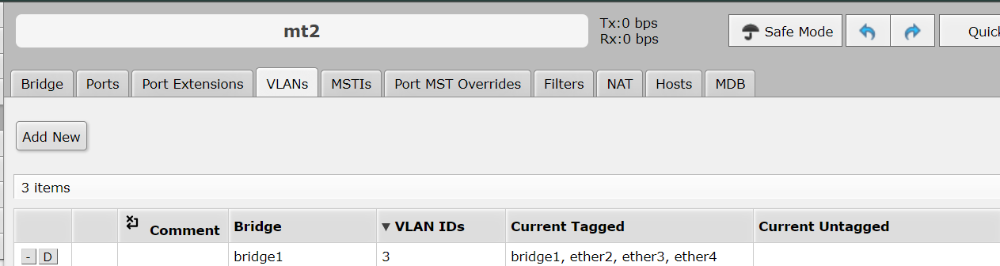 mt2
Tx:0 bps
Rx:0 bps
Safe Mode
Bridge Ports Port Extensions VLANs MSTIs Port MST Overrides Filters NAT Hosts MDB
Add New
3 items
Comment Bridge ▼ VLAN IDs Current Tagged Current Untagged
- D bridge1 3 bridge1, ether2, ether3, ether4